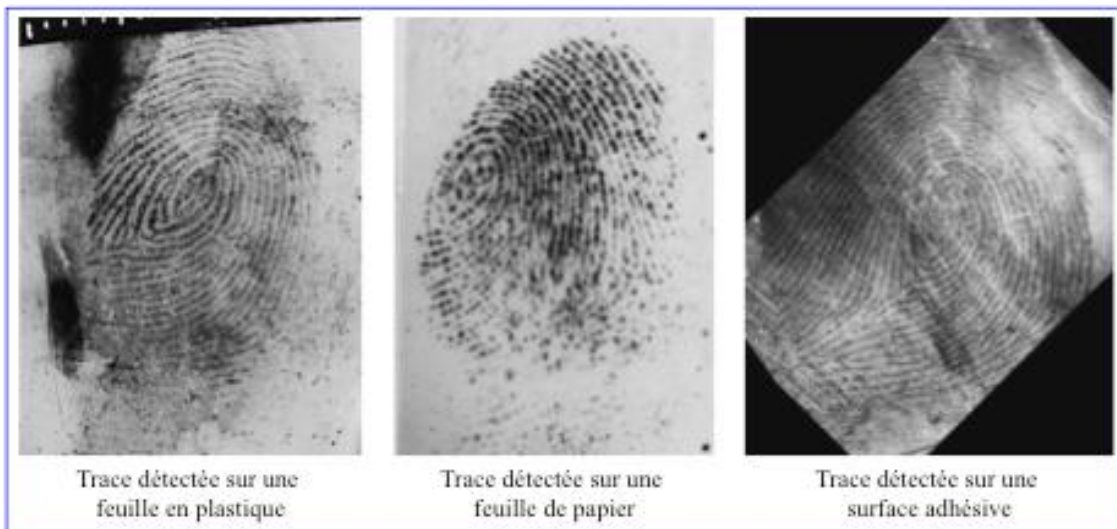 Trace détectée sur une
feuille en plastique
Trace détectée sur une
feuille de papier
Trace détectée sur une
surface adhésive